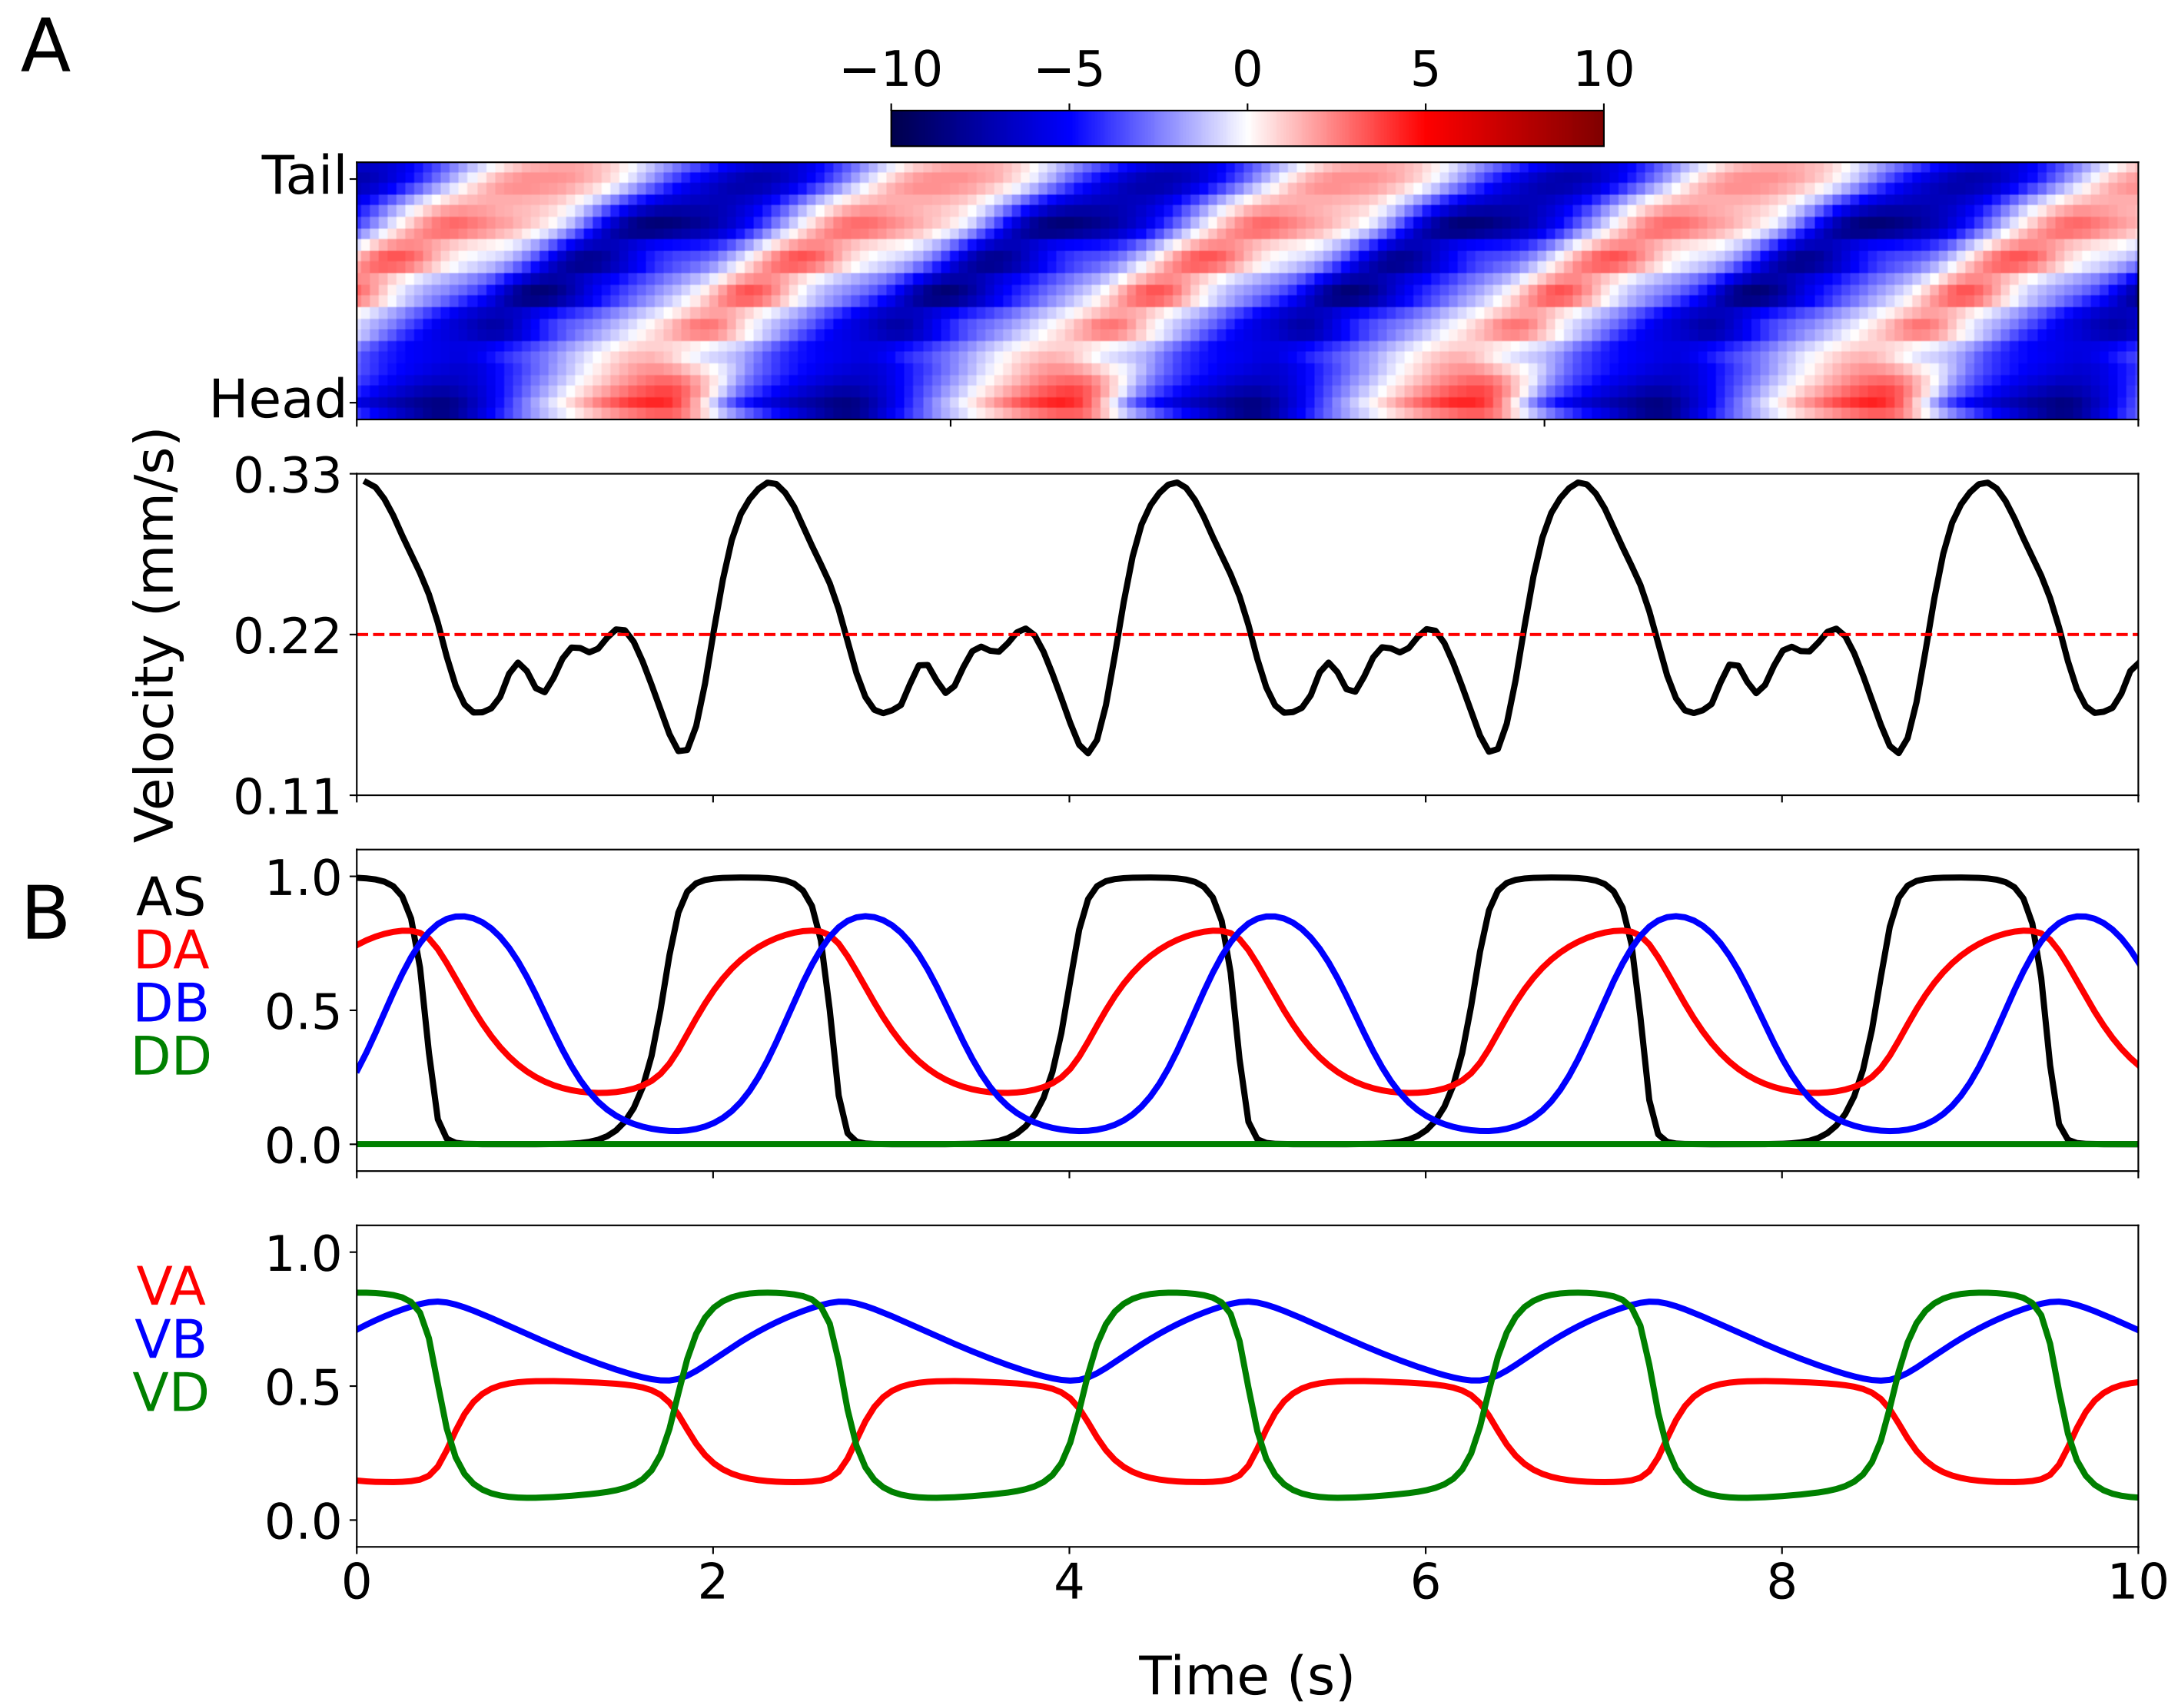 A
−10 −5 0 5 10
Tail
Head
Velocity (mm/s)
0.33
0.22
0.11
B
AS
DA
DB
DD
1.0
0.5
0.0
VA
VB
VD
1.0
0.5
0.0
0 2 4 6 8 10
Time (s)